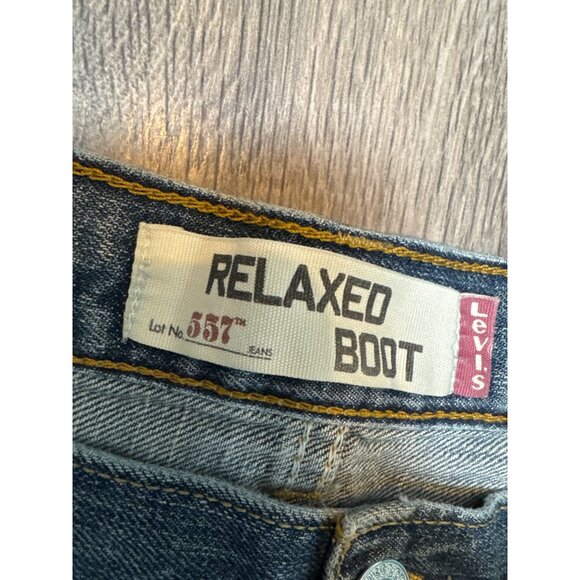 RELAXED
BOOT
Lot No. 557™
JEANS
LeVI'S